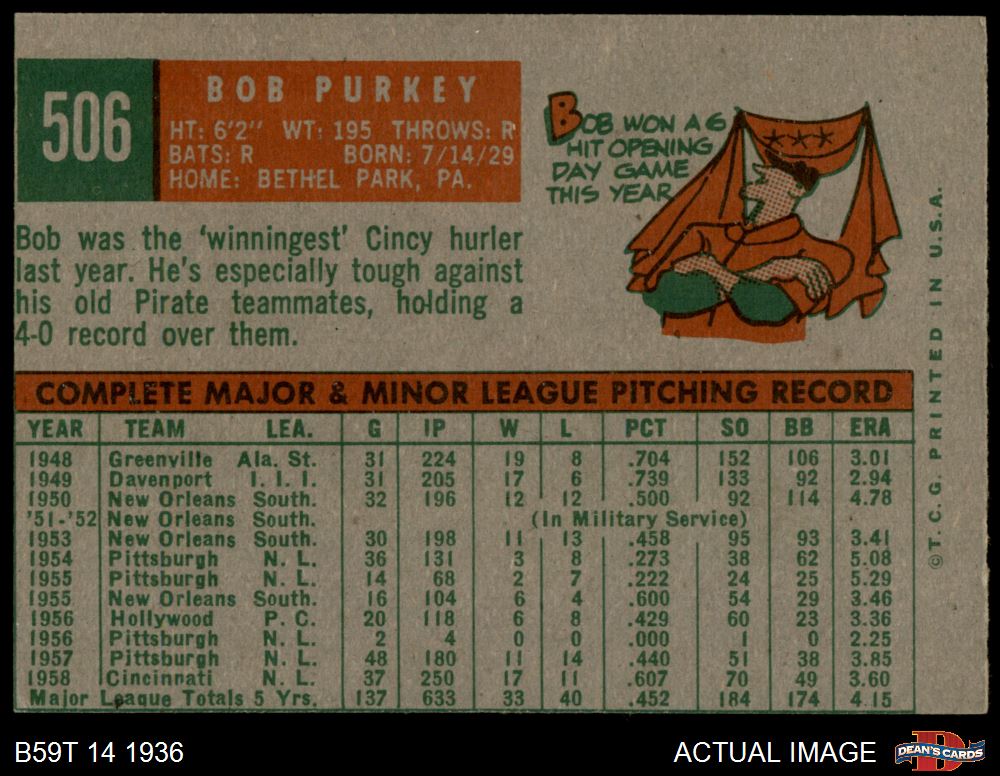 506
BOB PURKEY
HT: 6'2" WT: 195 THROWS: R
BATS: R BORN: 7/14/29
HOME: BETHEL PARK, PA.
BOB WON A 6
HIT OPENING
DAY GAME
THIS YEAR
Bob was the 'winningest' Cincy hurler
last year. He's especially tough against
his old Pirate teammates, holding a
4-0 record over them.
COMPLETE MAJOR & MINOR LEAGUE PITCHING RECORD
YEAR TEAM LEA. G IP W L PCT SO BB ERA
1948 Greenville Ala. St. 31 224 19 8 .704 152 106 3.01
1949 Davenport I. I. I. 31 205 17 6 .739 133 92 2.94
1950 New Orleans South. 32 196 12 12 .500 92 114 4.78
'51-'52 New Orleans South. (In Military Service)
1953 New Orleans South. 30 198 11 13 .458 95 93 3.41
1954 Pittsburgh N. L. 36 131 3 8 .273 38 62 5.08
1955 Pittsburgh N. L. 14 68 2 7 .222 24 25 5.29
1955 New Orleans South. 16 104 6 4 .600 54 29 3.46
1956 Hollywood P. C. 20 118 6 8 .429 60 23 3.36
1956 Pittsburgh N. L. 2 4 0 0 .000 1 0 2.25
1957 Pittsburgh N. L. 48 180 11 14 .440 51 38 3.85
1958 Cincinnati N. L. 37 250 17 11 .607 70 49 3.60
Major League Totals 5 Yrs. 137 633 33 40 .452 184 174 4.15
©T. C. G. PRINTED IN U.S.A.
B59T 14 1936
ACTUAL IMAGE
DEAN'S CARDS